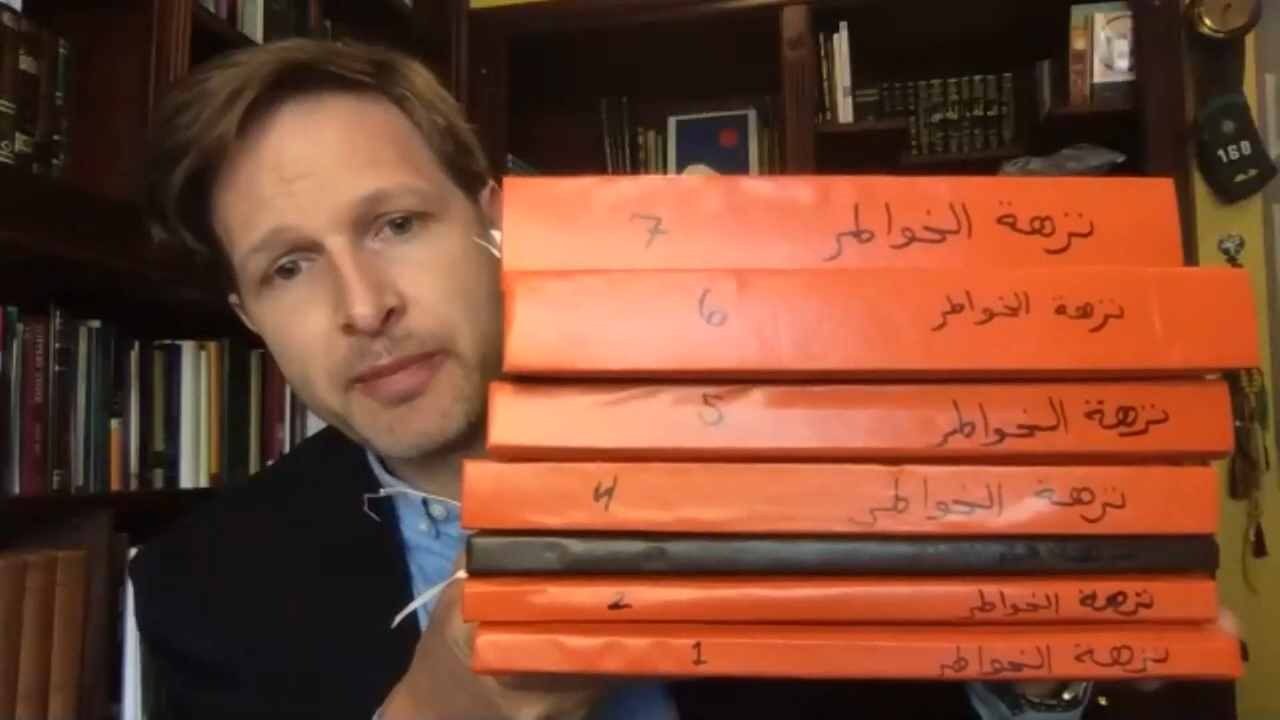 نزهة الخواطر 7
نزهة الخواطر 6
نزهة الخواطر 5
نزهة الخواطر 4
نزهة الخواطر 2
نزهة الخواطر 1
160